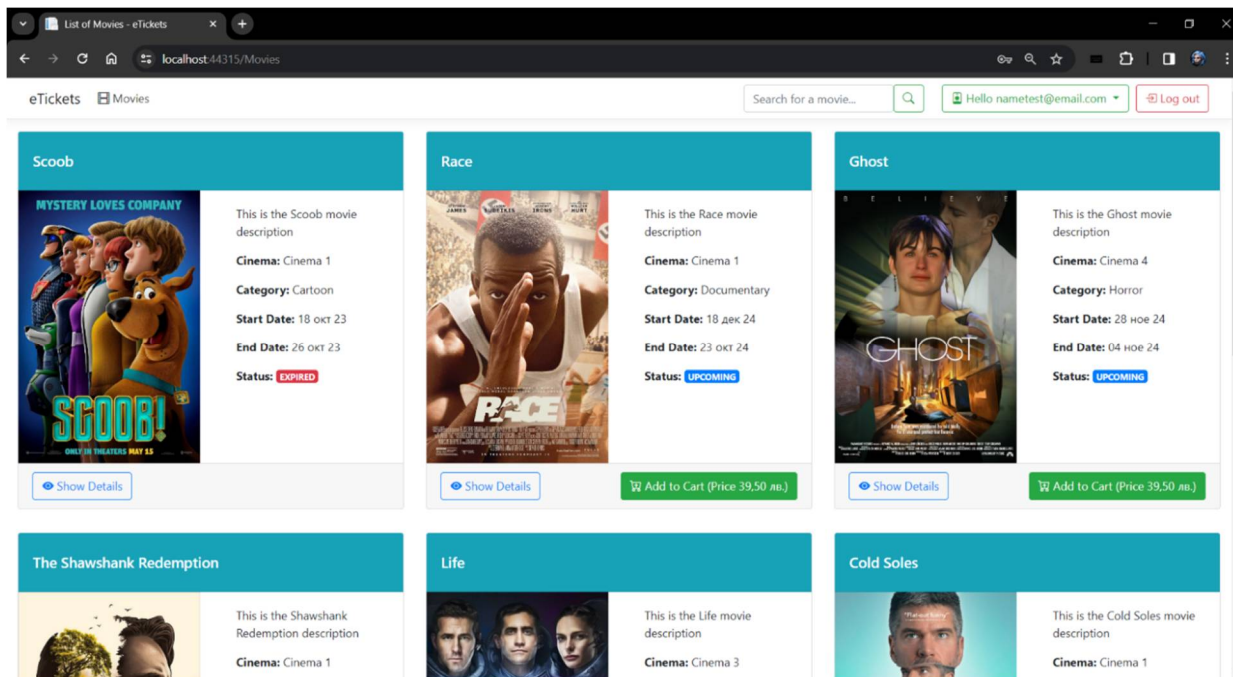 List of Movies - eTickets
localhost:44315/Movies
eTickets Movies Search for a movie... Hello nametest@email.com Log out
Scoob
MYSTERY LOVES COMPANY
SCOOB!
ONLY IN THEATERS MAY 15
This is the Scoob movie
description
Cinema: Cinema 1
Category: Cartoon
Start Date: 18 окт 23
End Date: 26 окт 23
Status: EXPIRED
Show Details
Race
JAMES IRONS HUNT
RACE
This is the Race movie
description
Cinema: Cinema 1
Category: Documentary
Start Date: 18 дек 24
End Date: 23 окт 24
Status: UPCOMING
Show Details Add to Cart (Price 39,50 лв.)
Ghost
BELIEVE
GHOST
This is the Ghost movie
description
Cinema: Cinema 4
Category: Horror
Start Date: 28 ное 24
End Date: 04 ное 24
Status: UPCOMING
Show Details Add to Cart (Price 39,50 лв.)
The Shawshank Redemption
This is the Shawshank
Redemption description
Cinema: Cinema 1
Life
This is the Life movie
description
Cinema: Cinema 3
Cold Soles
This is the Cold Soles movie
description
Cinema: Cinema 1